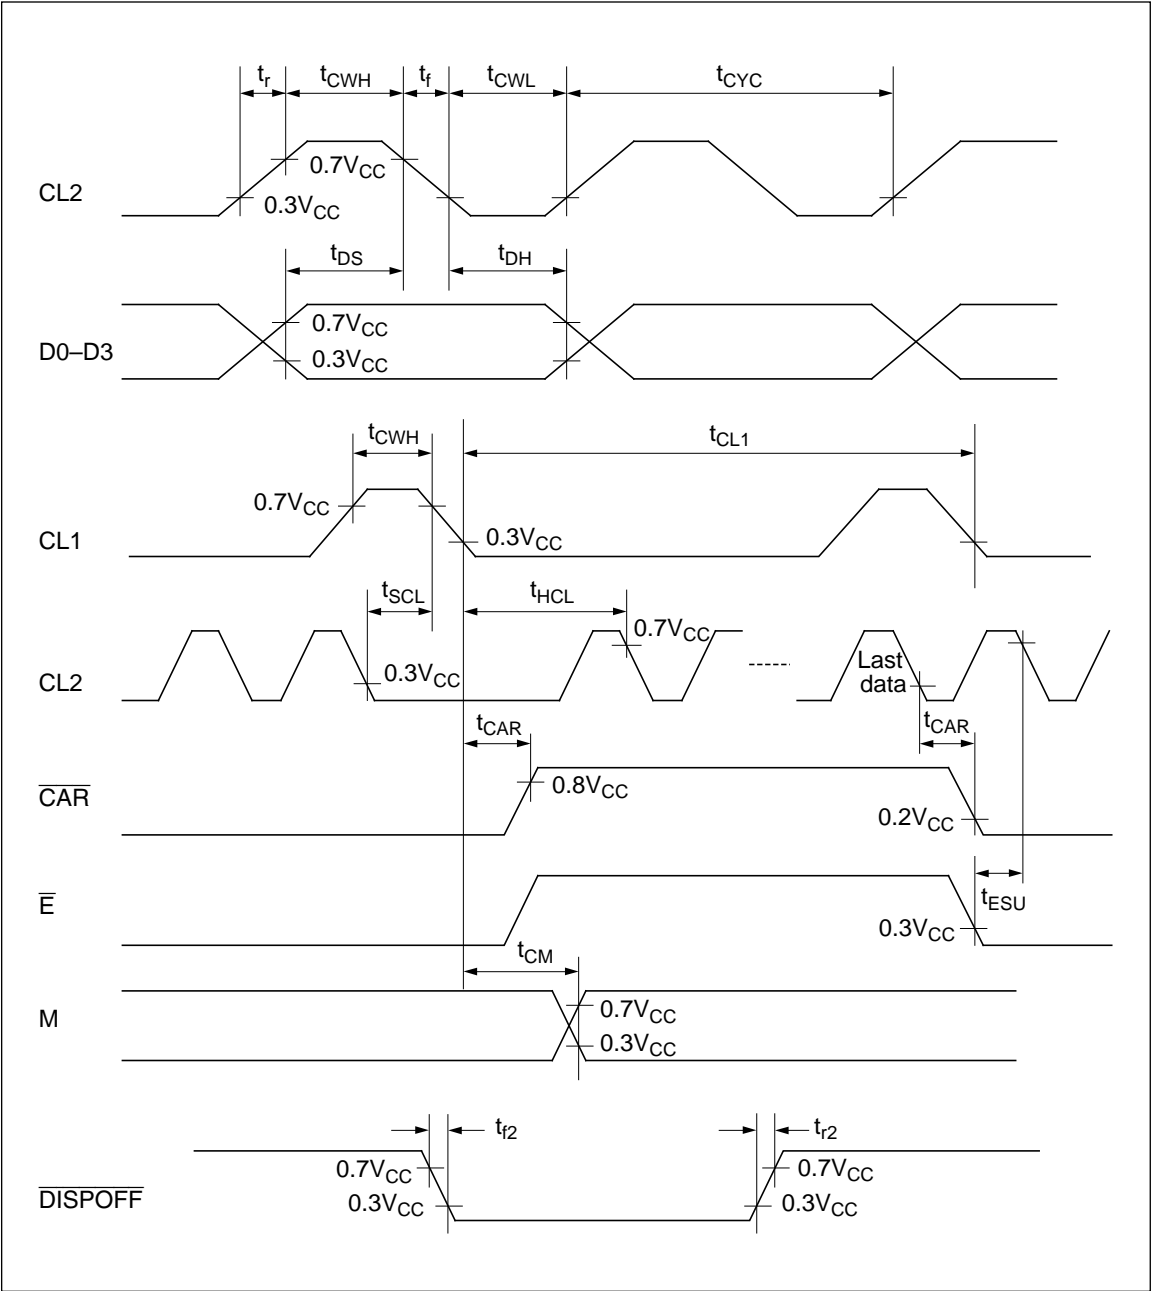 tr tCWH tf tCWL tCYC
CL2 0.7VCC
0.3VCC
tDS tDH
D0–D3 0.7VCC
0.3VCC
tCWH tCL1
0.7VCC
CL1 0.3VCC
tSCL tHCL
0.7VCC
CL2 0.3VCC Last
data
tCAR tCAR
CAR 0.8VCC 0.2VCC
E tESU
0.3VCC
tCM
M 0.7VCC
0.3VCC
tf2 tr2
0.7VCC 0.7VCC
DISPOFF 0.3VCC 0.3VCC